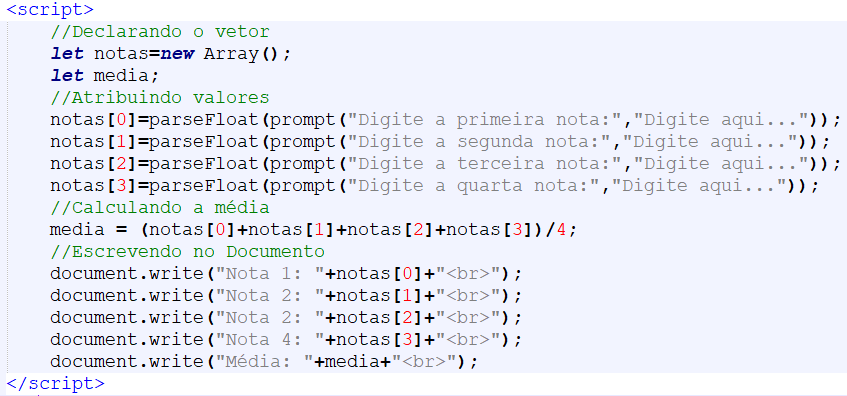 <script>
//Declarando o vetor
let notas=new Array();
let media;
//Atribuindo valores
notas[0]=parseFloat(prompt("Digite a primeira nota:","Digite aqui..."));
notas[1]=parseFloat(prompt("Digite a segunda nota:","Digite aqui..."));
notas[2]=parseFloat(prompt("Digite a terceira nota:","Digite aqui..."));
notas[3]=parseFloat(prompt("Digite a quarta nota:","Digite aqui..."));
//Calculando a média
media = (notas[0]+notas[1]+notas[2]+notas[3])/4;
//Escrevendo no Documento
document.write("Nota 1: "+notas[0]+"<br>");
document.write("Nota 2: "+notas[1]+"<br>");
document.write("Nota 2: "+notas[2]+"<br>");
document.write("Nota 4: "+notas[3]+"<br>");
document.write("Média: "+media+"<br>");
</script>